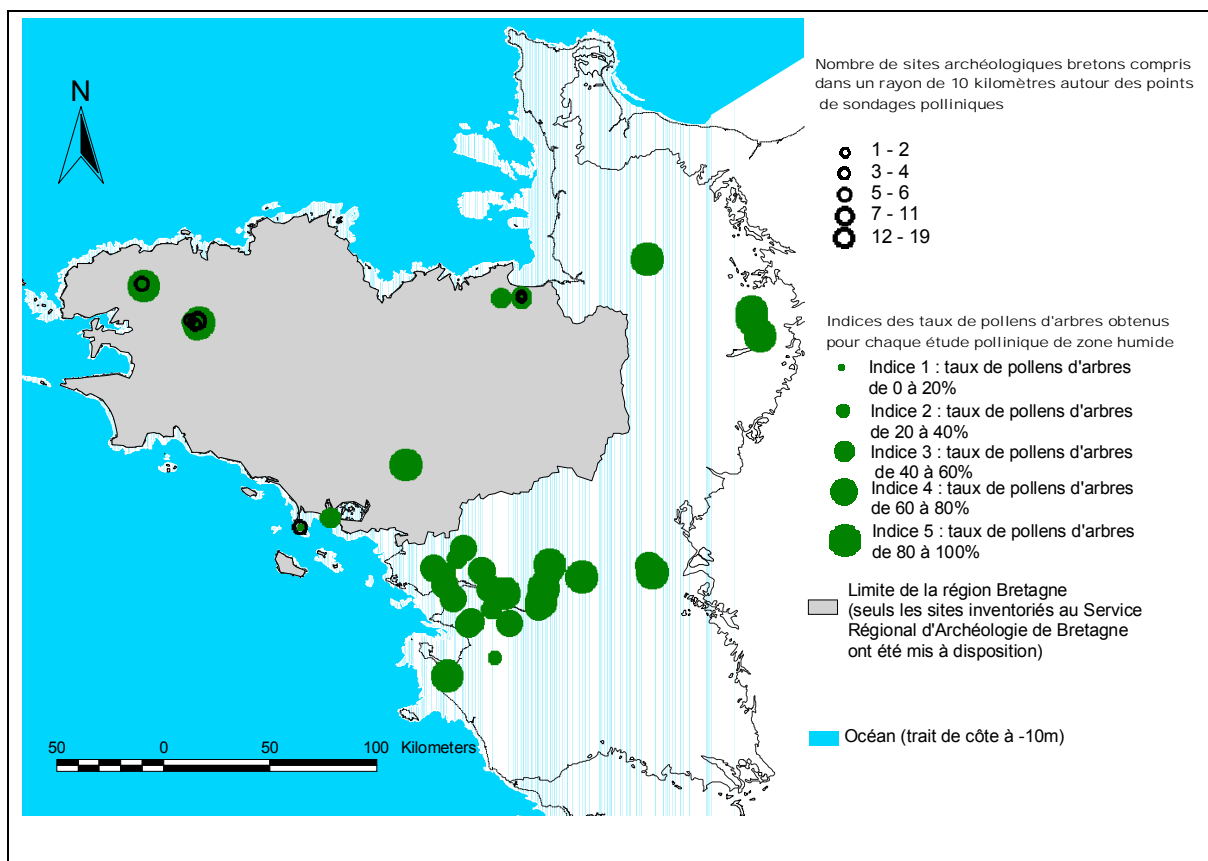 N
Nombre de sites archéologiques bretons compris
dans un rayon de 10 kilomètres autour des points
de sondages polliniques
1 - 2
3 - 4
5 - 6
7 - 11
12 - 19
Indices des taux de pollens d'arbres obtenus
pour chaque étude pollinique de zone humide
Indice 1 : taux de pollens d'arbres
de 0 à 20%
Indice 2 : taux de pollens d'arbres
de 20 à 40%
Indice 3 : taux de pollens d'arbres
de 40 à 60%
Indice 4 : taux de pollens d'arbres
de 60 à 80%
Indice 5 : taux de pollens d'arbres
de 80 à 100%
Limite de la région Bretagne
(seuls les sites inventoriés au Service
Régional d'Archéologie de Bretagne
ont été mis à disposition)
Océan (trait de côte à -10m)
50 0 50 100 Kilometers